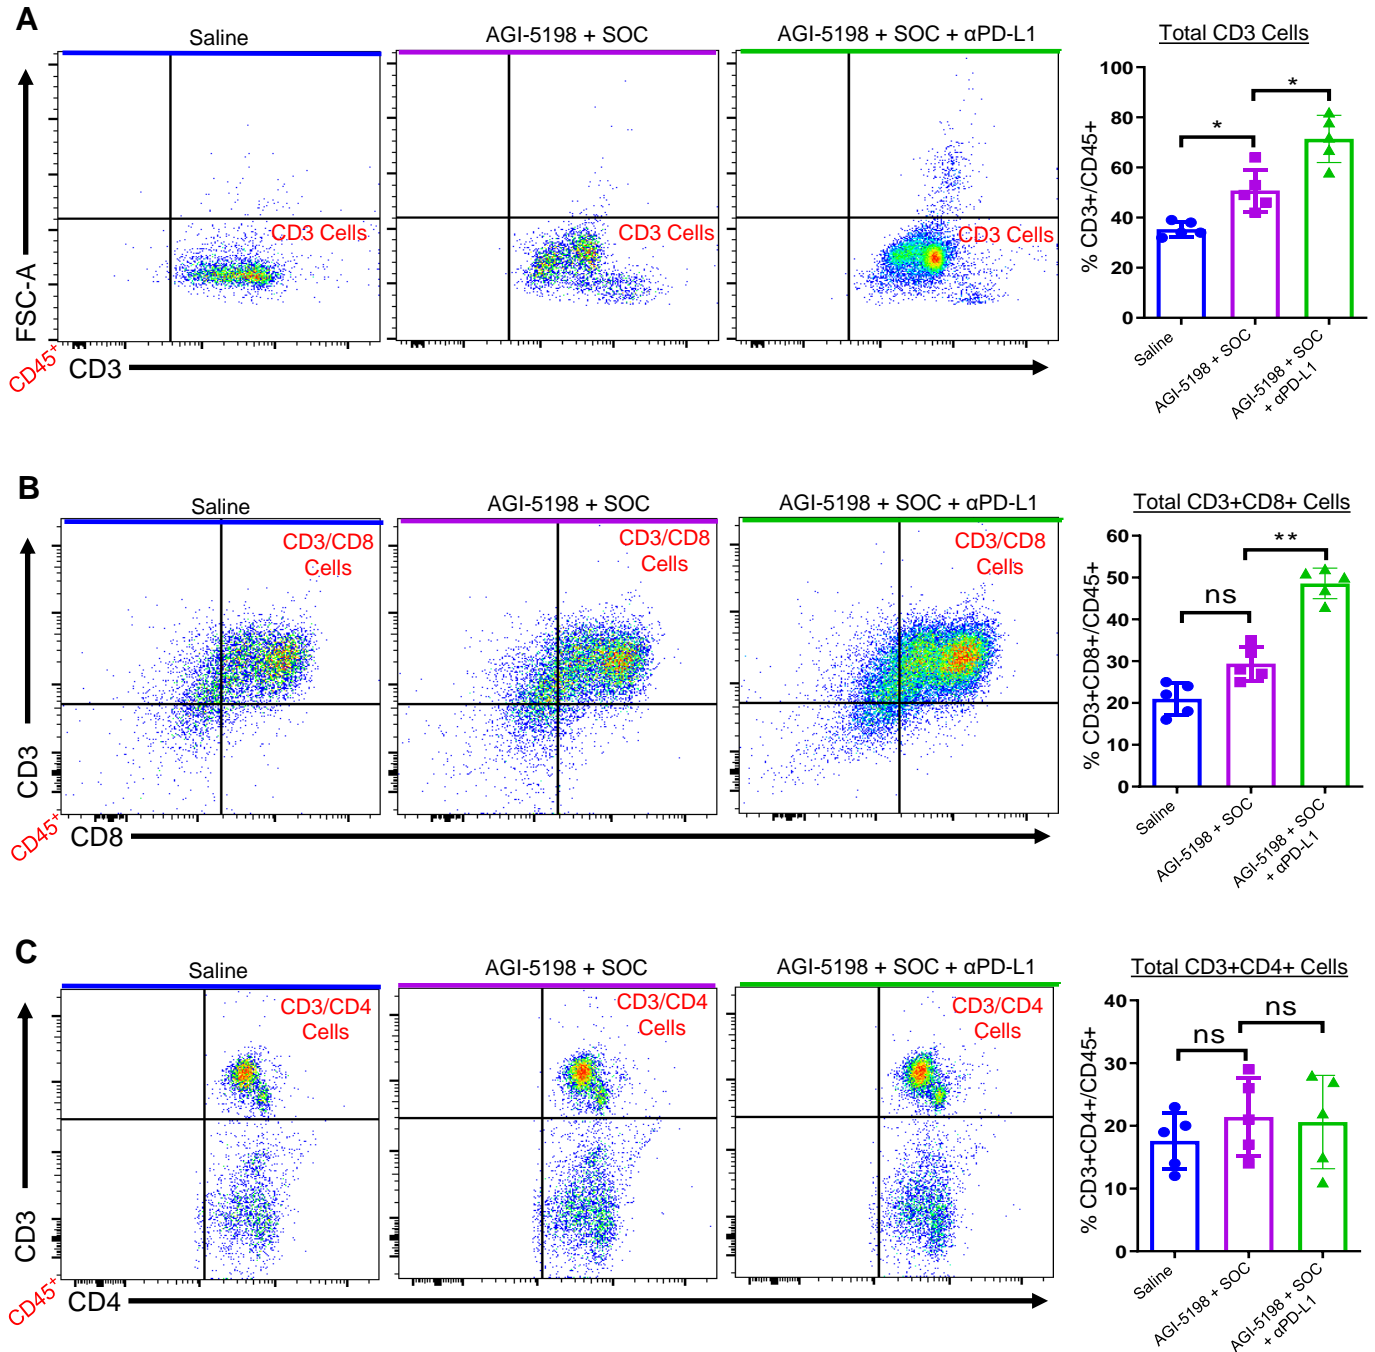 A
Saline
AGI-5198 + SOC
AGI-5198 + SOC + αPD-L1
Total CD3 Cells
FSC-A
CD3 Cells
CD3 Cells
CD3 Cells
CD45+
CD3
% CD3+/CD45+
100
80
60
40
20
0
*
*
Saline
AGI-5198 + SOC
AGI-5198 + SOC
+ αPD-L1
B
Saline
AGI-5198 + SOC
AGI-5198 + SOC + αPD-L1
Total CD3+CD8+ Cells
CD3
CD3/CD8
Cells
CD3/CD8
Cells
CD3/CD8
Cells
CD45+
CD8
% CD3+CD8+/CD45+
60
50
40
30
20
10
0
ns
**
Saline
AGI-5198 + SOC
AGI-5198 + SOC
+ αPD-L1
C
Saline
AGI-5198 + SOC
AGI-5198 + SOC + αPD-L1
Total CD3+CD4+ Cells
CD3
CD3/CD4
Cells
CD3/CD4
Cells
CD3/CD4
Cells
CD45+
CD4
% CD3+CD4+/CD45+
40
30
20
10
0
ns
ns
Saline
AGI-5198 + SOC
AGI-5198 + SOC
+ αPD-L1